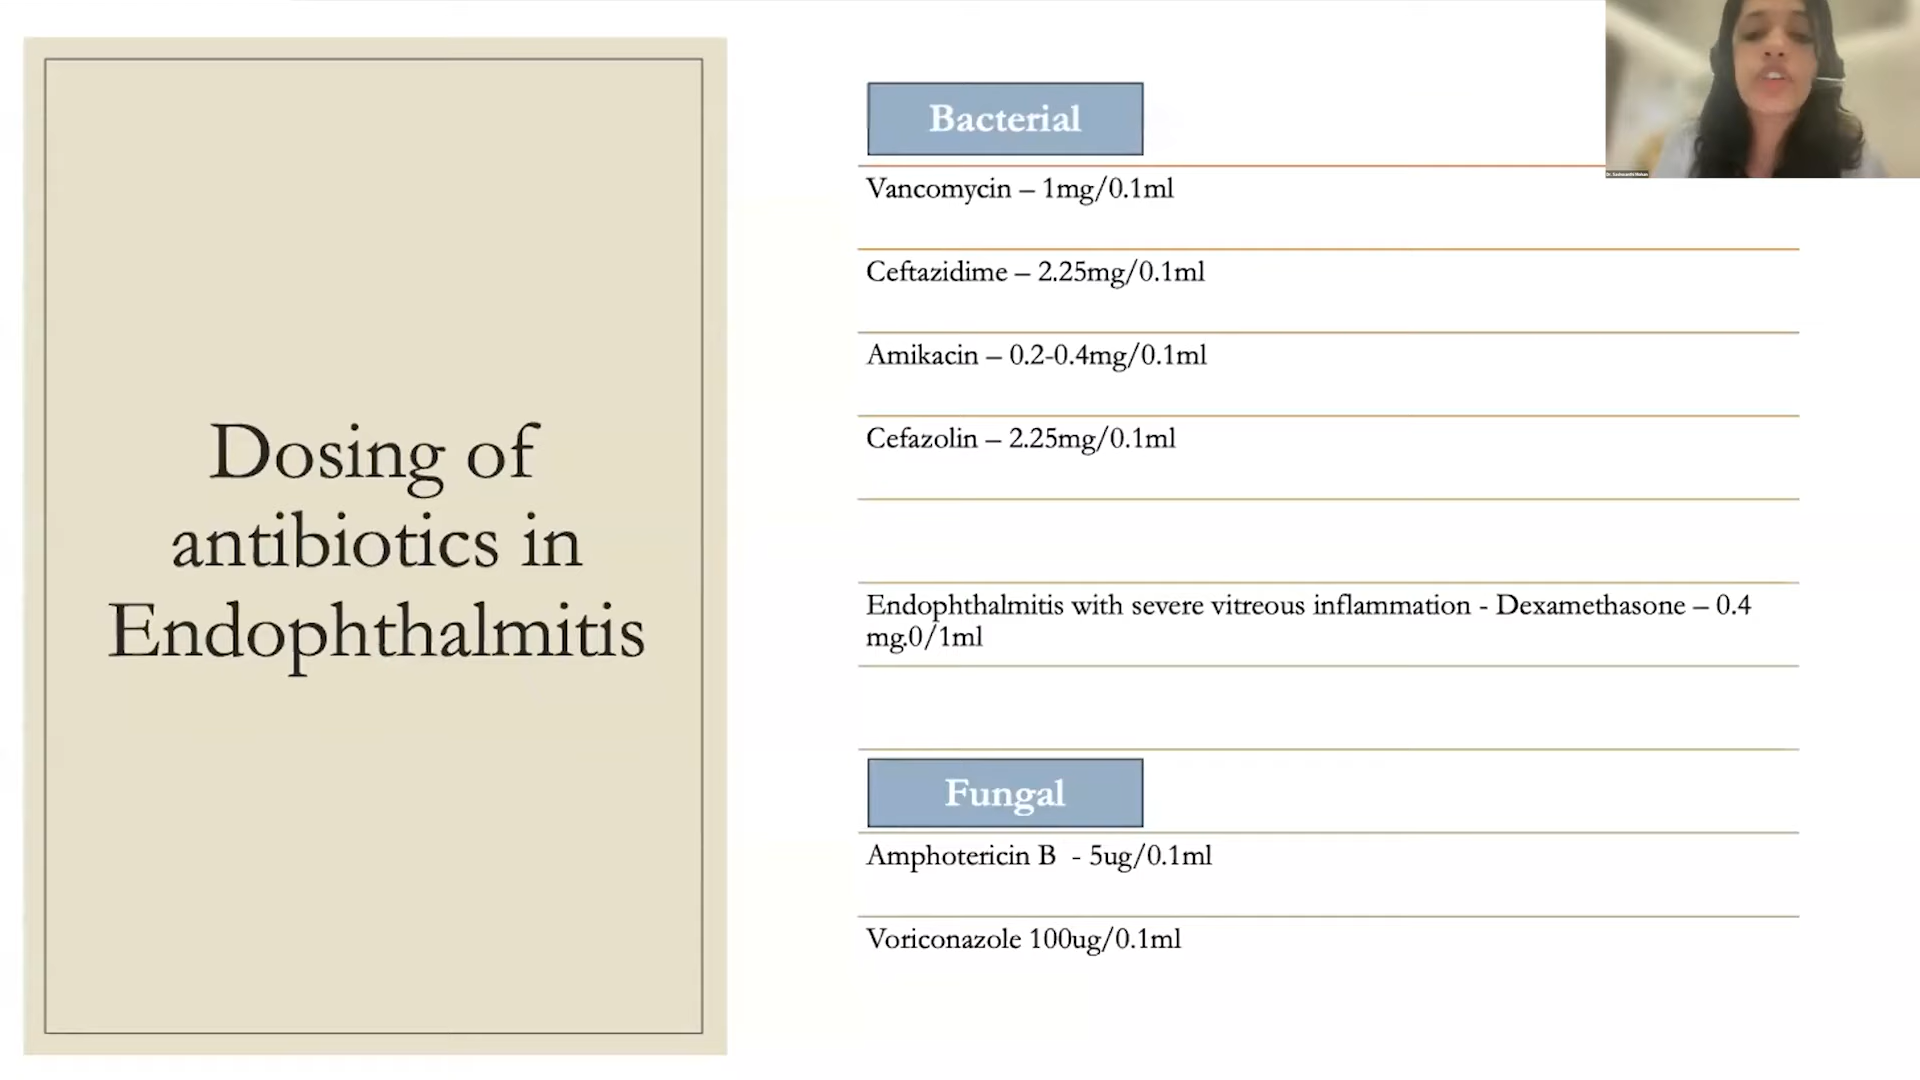 Dosing of
antibiotics in
Endophthalmitis
Bacterial
Vancomycin – 1mg/0.1ml
Ceftazidime – 2.25mg/0.1ml
Amikacin – 0.2-0.4mg/0.1ml
Cefazolin – 2.25mg/0.1ml
Endophthalmitis with severe vitreous inflammation - Dexamethasone – 0.4
mg.0/1ml
Fungal
Amphotericin B - 5ug/0.1ml
Voriconazole 100ug/0.1ml